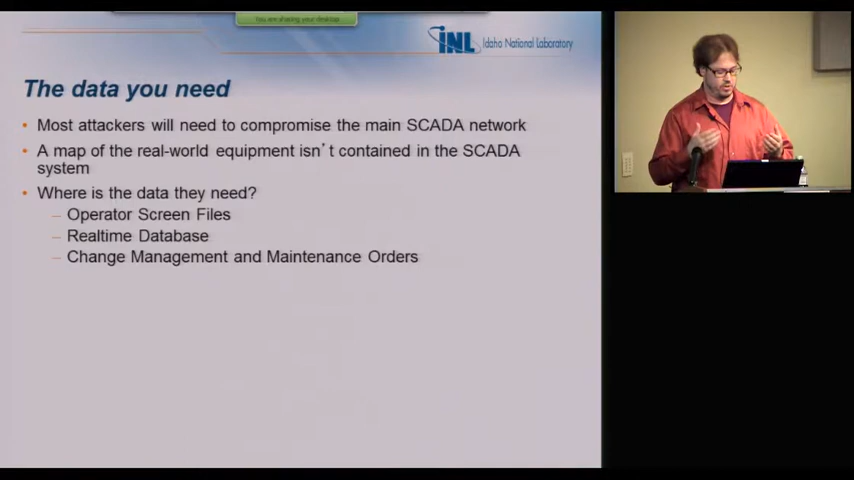 You are sharing your desktop
INL Idaho National Laboratory
The data you need
• Most attackers will need to compromise the main SCADA network
• A map of the real-world equipment isn't contained in the SCADA
system
• Where is the data they need?
– Operator Screen Files
– Realtime Database
– Change Management and Maintenance Orders